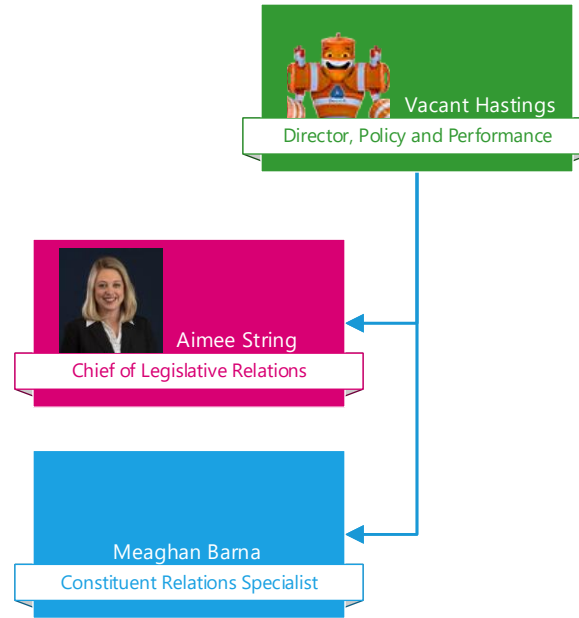 Vacant Hastings
Director, Policy and Performance
Aimee String
Chief of Legislative Relations
Meaghan Barna
Constituent Relations Specialist